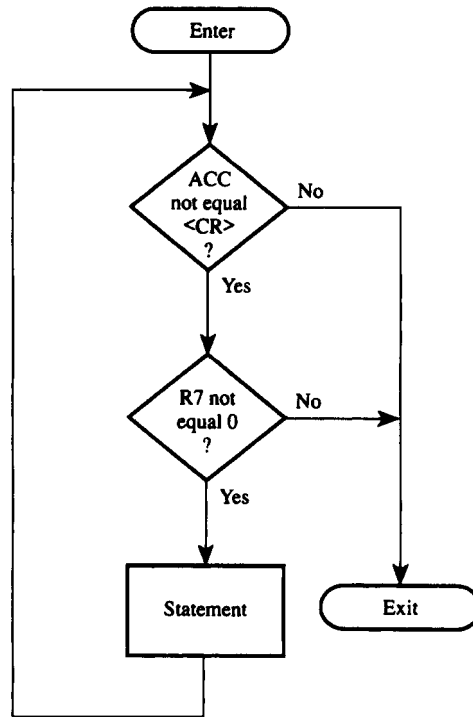 Enter
ACC
not equal
<CR>
?
No
Yes
R7 not
equal 0
?
No
Yes
Statement
Exit